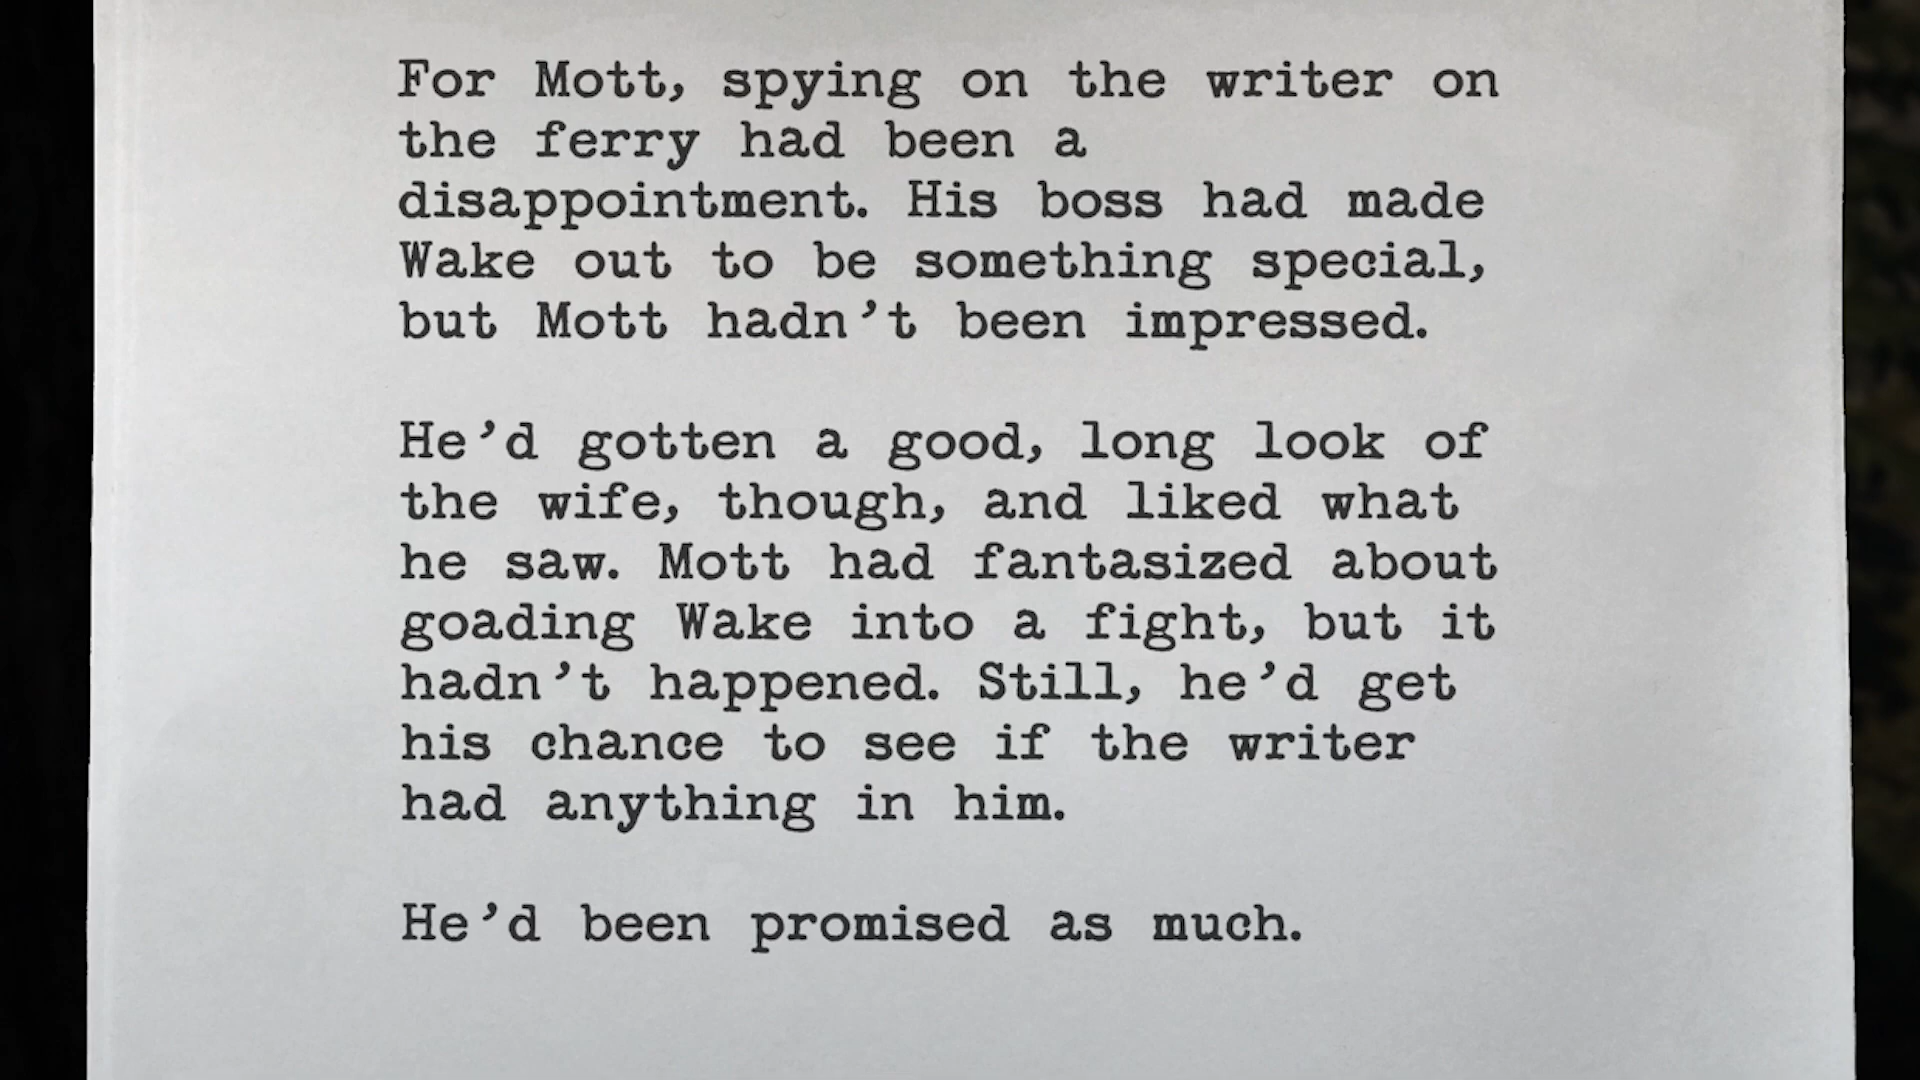 For Mott, spying on the writer on
the ferry had been a
disappointment. His boss had made
Wake out to be something special,
but Mott hadn’t been impressed.
He’d gotten a good, long look of
the wife, though, and liked what
he saw. Mott had fantasized about
goading Wake into a fight, but it
hadn’t happened. Still, he’d get
his chance to see if the writer
had anything in him.
He’d been promised as much.